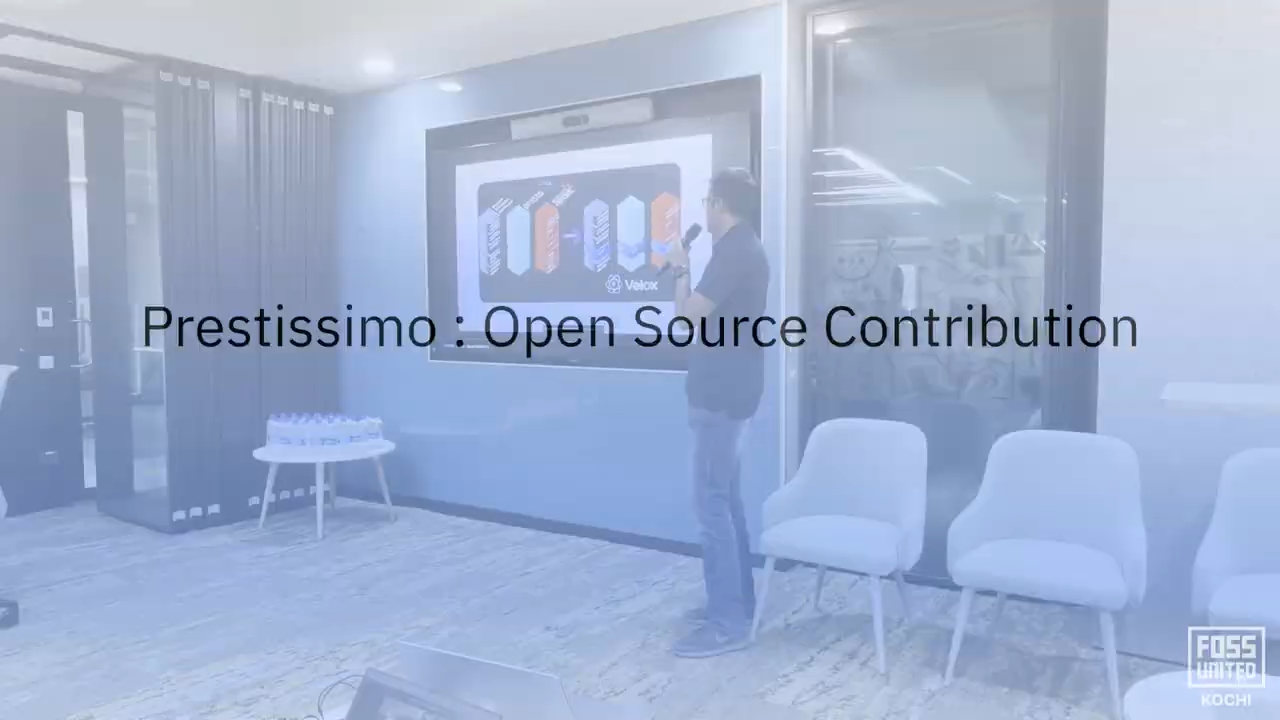 Velox
Prestissimo : Open Source Contribution
FOSS
UNITED
KOCHI